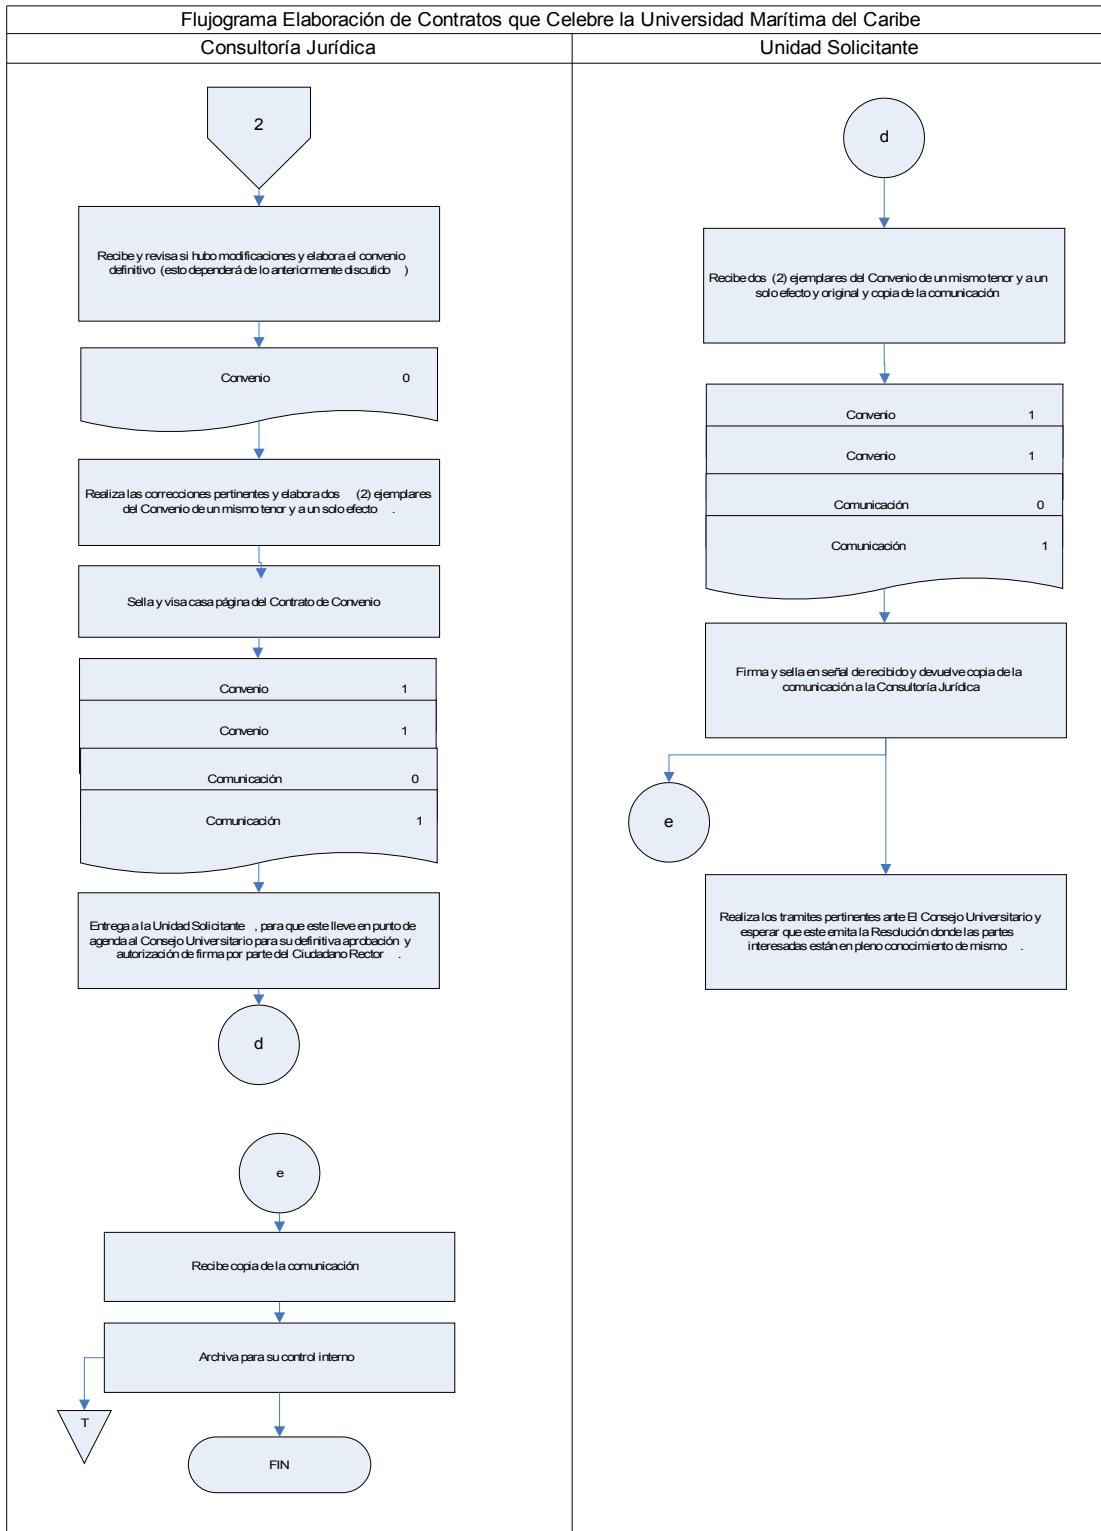 Flujograma Elaboración de Contratos que Celebre la Universidad Marítima del Caribe
Consultoría Jurídica
Unidad Solicitante
2
Recibe y revisa si hubo modificaciones y elabora el convenio
definitivo (esto dependerá de lo anteriormente discutido )
Convenio 0
Realiza las correcciones pertinentes y elabora dos (2) ejemplares
del Convenio de un mismo tenor y a un solo efecto .
Sella y visa casa página del Contrato de Convenio
Convenio 1
Convenio 1
Comunicación 0
Comunicación 1
Entrega a la Unidad Solicitante , para que este lleve en punto de
agenda al Consejo Universitario para su definitiva aprobación y
autorización de firma por parte del Ciudadano Rector .
d
e
Recibe copia de la comunicación
Archiva para su control interno
T
FIN
d
Recibe dos (2) ejemplares del Convenio de un mismo tenor y a un
solo efecto y original y copia de la comunicación
Convenio 1
Convenio 1
Comunicación 0
Comunicación 1
Firma y sella en señal de recibido y devuelve copia de la
comunicación a la Consultoría Jurídica
e
Realiza los tramites pertinentes ante El Consejo Universitario y
esperar que este emita la Resolución donde las partes
interesadas están en pleno conocimiento de mismo .